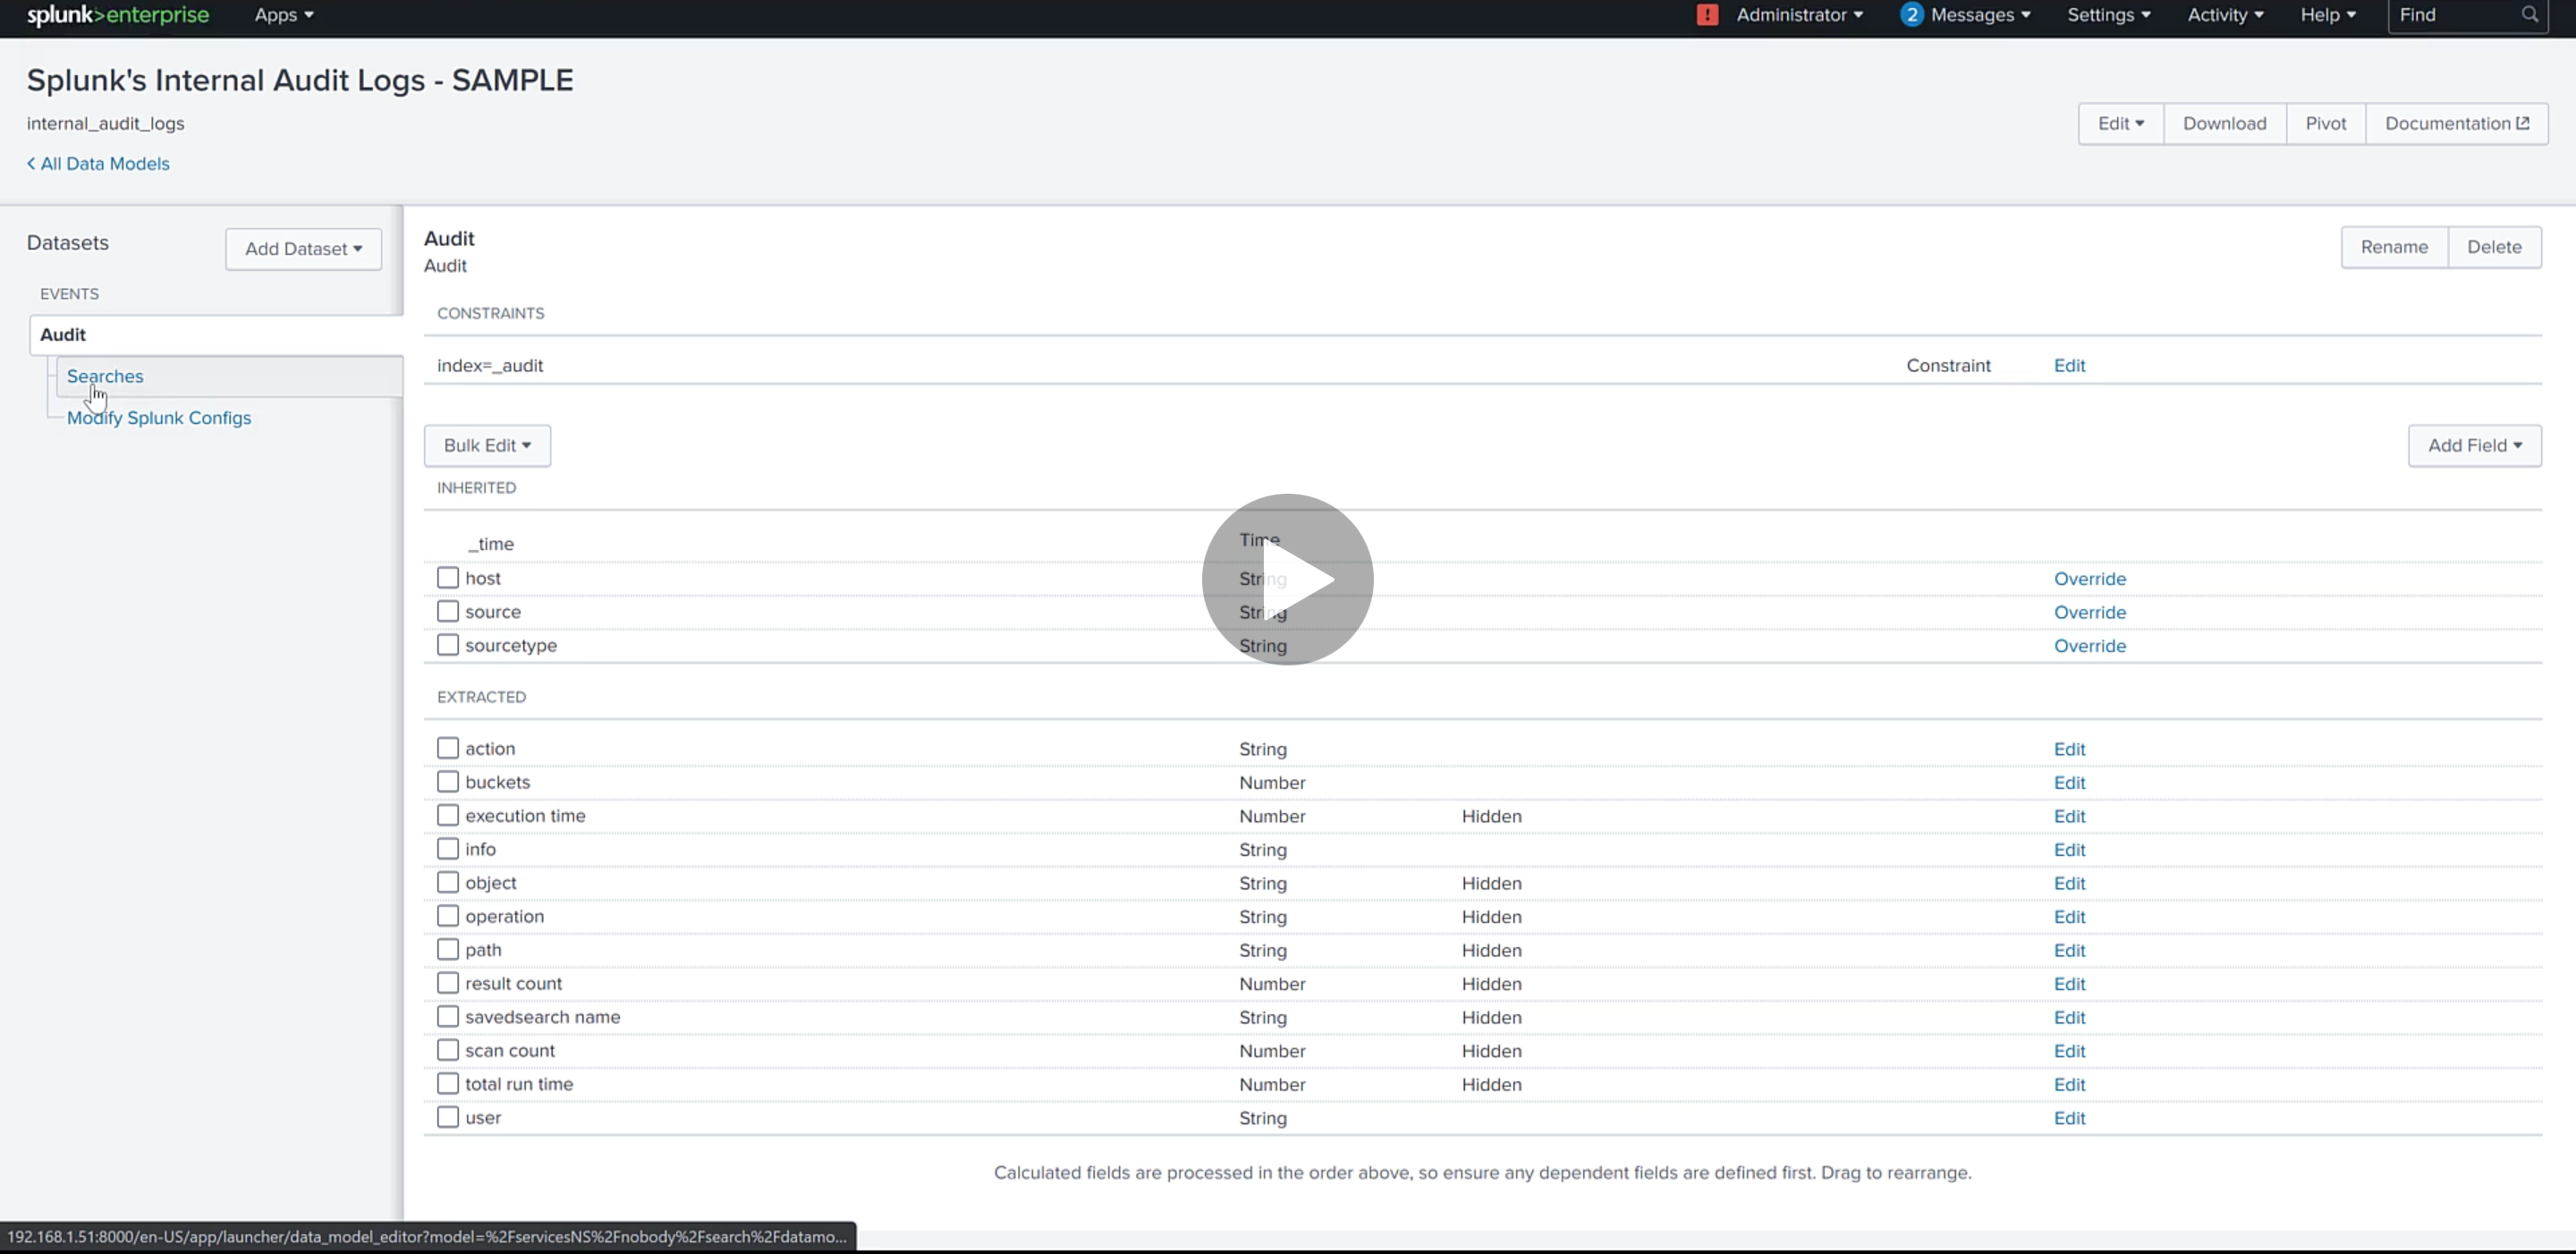 splunk>enterprise Apps Administrator 2 Messages Settings Activity Help Find
Splunk's Internal Audit Logs - SAMPLE
internal_audit_logs
Edit Download Pivot Documentation
All Data Models
Datasets
Add Dataset
EVENTS
Audit
Searches
Modify Splunk Configs
Audit
Audit
Rename Delete
CONSTRAINTS
index=_audit Constraint Edit
Bulk Edit
Add Field
INHERITED
_time Time
host String Override
source String Override
sourcetype String Override
EXTRACTED
action String Edit
buckets Number Edit
execution time Number Hidden Edit
info String Edit
object String Hidden Edit
operation String Hidden Edit
path String Hidden Edit
result count Number Hidden Edit
savedsearch name String Hidden Edit
scan count Number Hidden Edit
total run time Number Hidden Edit
user String Edit
Calculated fields are processed in the order above, so ensure any dependent fields are defined first. Drag to rearrange.
192.168.1.51:8000/en-US/app/launcher/data_model_editor?model=%2FservicesNS%2Fnobody%2Fsearch%2Fdatamo...